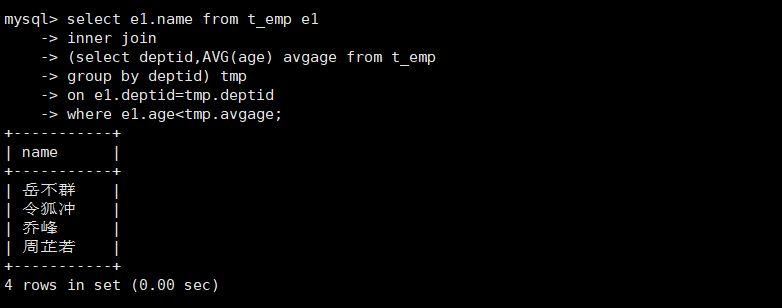 mysql> select e1.name from t_emp e1
    -> inner join
    -> (select deptid,AVG(age) avgage from t_emp
    -> group by deptid) tmp
    -> on e1.deptid=tmp.deptid
    -> where e1.age<tmp.avgage;
+-----------+
| name      |
+-----------+
| 岳不群    |
| 令狐冲    |
| 乔峰      |
| 周芷若    |
+-----------+
4 rows in set (0.00 sec)